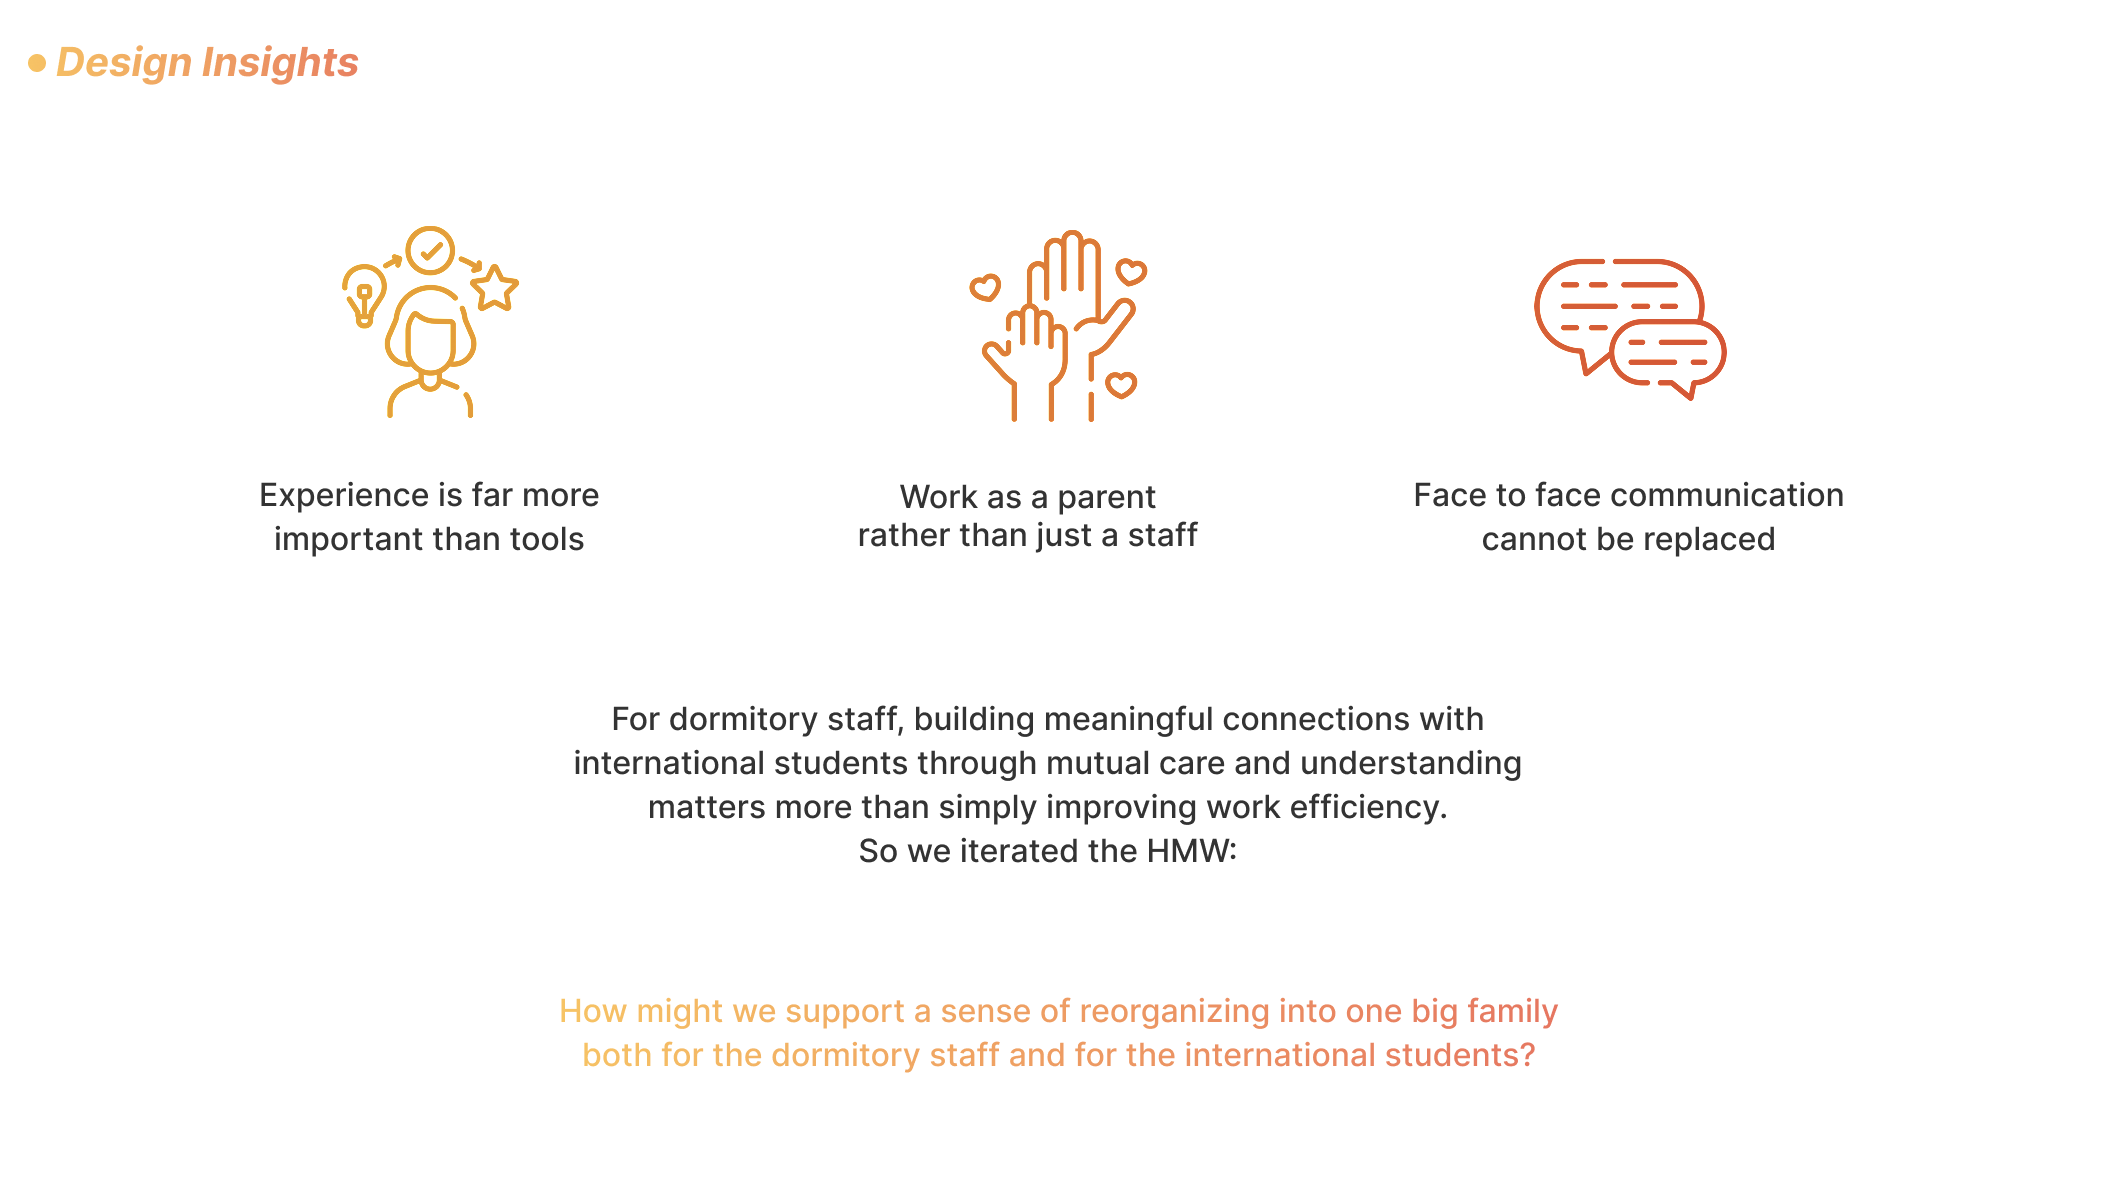 Design Insights
Experience is far more
important than tools
Work as a parent
rather than just a staff
Face to face communication
cannot be replaced
For dormitory staff, building meaningful connections with
international students through mutual care and understanding
matters more than simply improving work efficiency.
So we iterated the HMW:
How might we support a sense of reorganizing into one big family
both for the dormitory staff and for the international students?